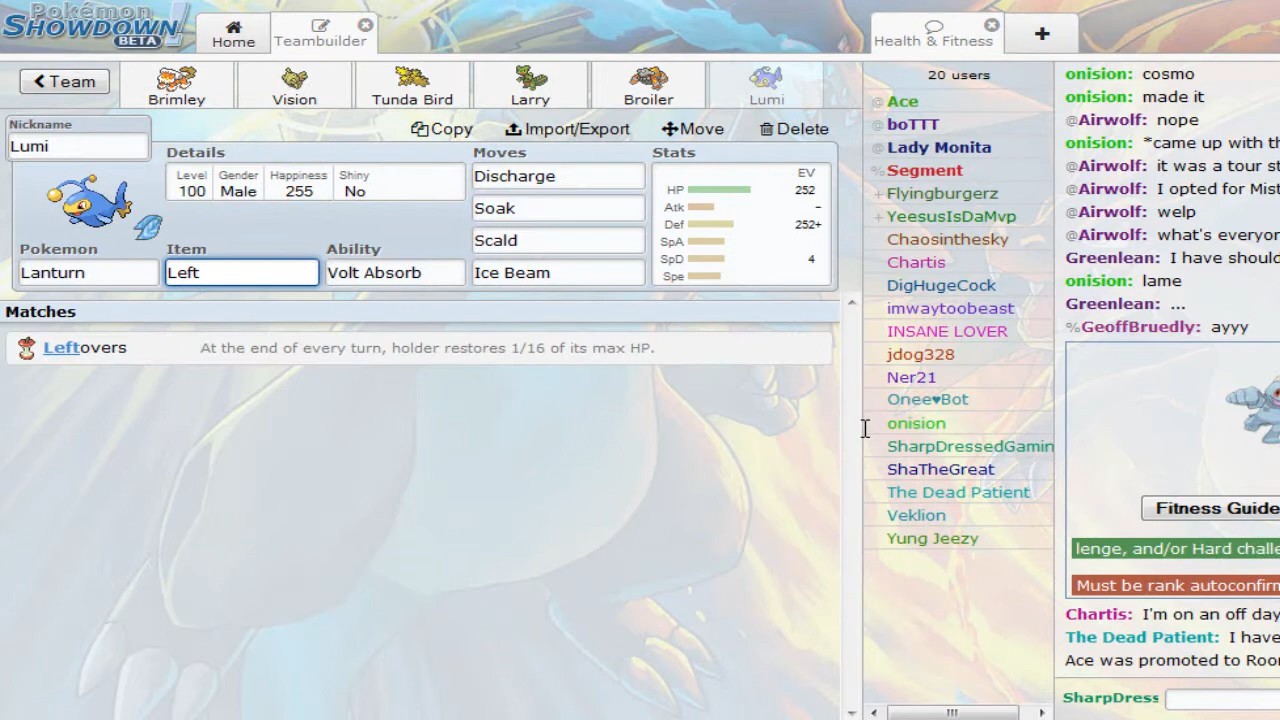 Pokémon
SHOWDOWN!
BETA
Home
Teambuilder
Health & Fitness
+
Team
Brimley
Vision
Tunda Bird
Larry
Broiler
Lumi
Copy
Import/Export
Move
Delete
Nickname
Lumi
Details
Level
100
Gender
Male
Happiness
255
Shiny
No
Pokemon
Lanturn
Item
Left
Ability
Volt Absorb
Moves
Discharge
Soak
Scald
Ice Beam
Stats
EV
HP 252
Atk –
Def 252+
SpA
SpD 4
Spe
Matches
Leftovers At the end of every turn, holder restores 1/16 of its max HP.
20 users
@ Ace
@ boTTT
@ Lady Monita
% Segment
+ Flyingburgerz
+ YeesusIsDaMvp
Chaosinthesky
Chartis
DigHugeCock
imwaytoobeast
INSANE LOVER
jdog328
Ner21
Onee♥Bot
onision
SharpDressedGamin
ShaTheGreat
The Dead Patient
Veklion
Yung Jeezy
onision: cosmo
onision: made it
@Airwolf: nope
onision: *came up with th
@Airwolf: it was a tour st
@Airwolf: I opted for Mist
@Airwolf: welp
@Airwolf: what's everyon
Greenlean: I have should
onision: lame
Greenlean: ...
%GeoffBruedly: ayyy
Fitness Guide
lenge, and/or Hard challe
Must be rank autoconfirm
Chartis: I'm on an off day
The Dead Patient: I have
Ace was promoted to Roor
SharpDress